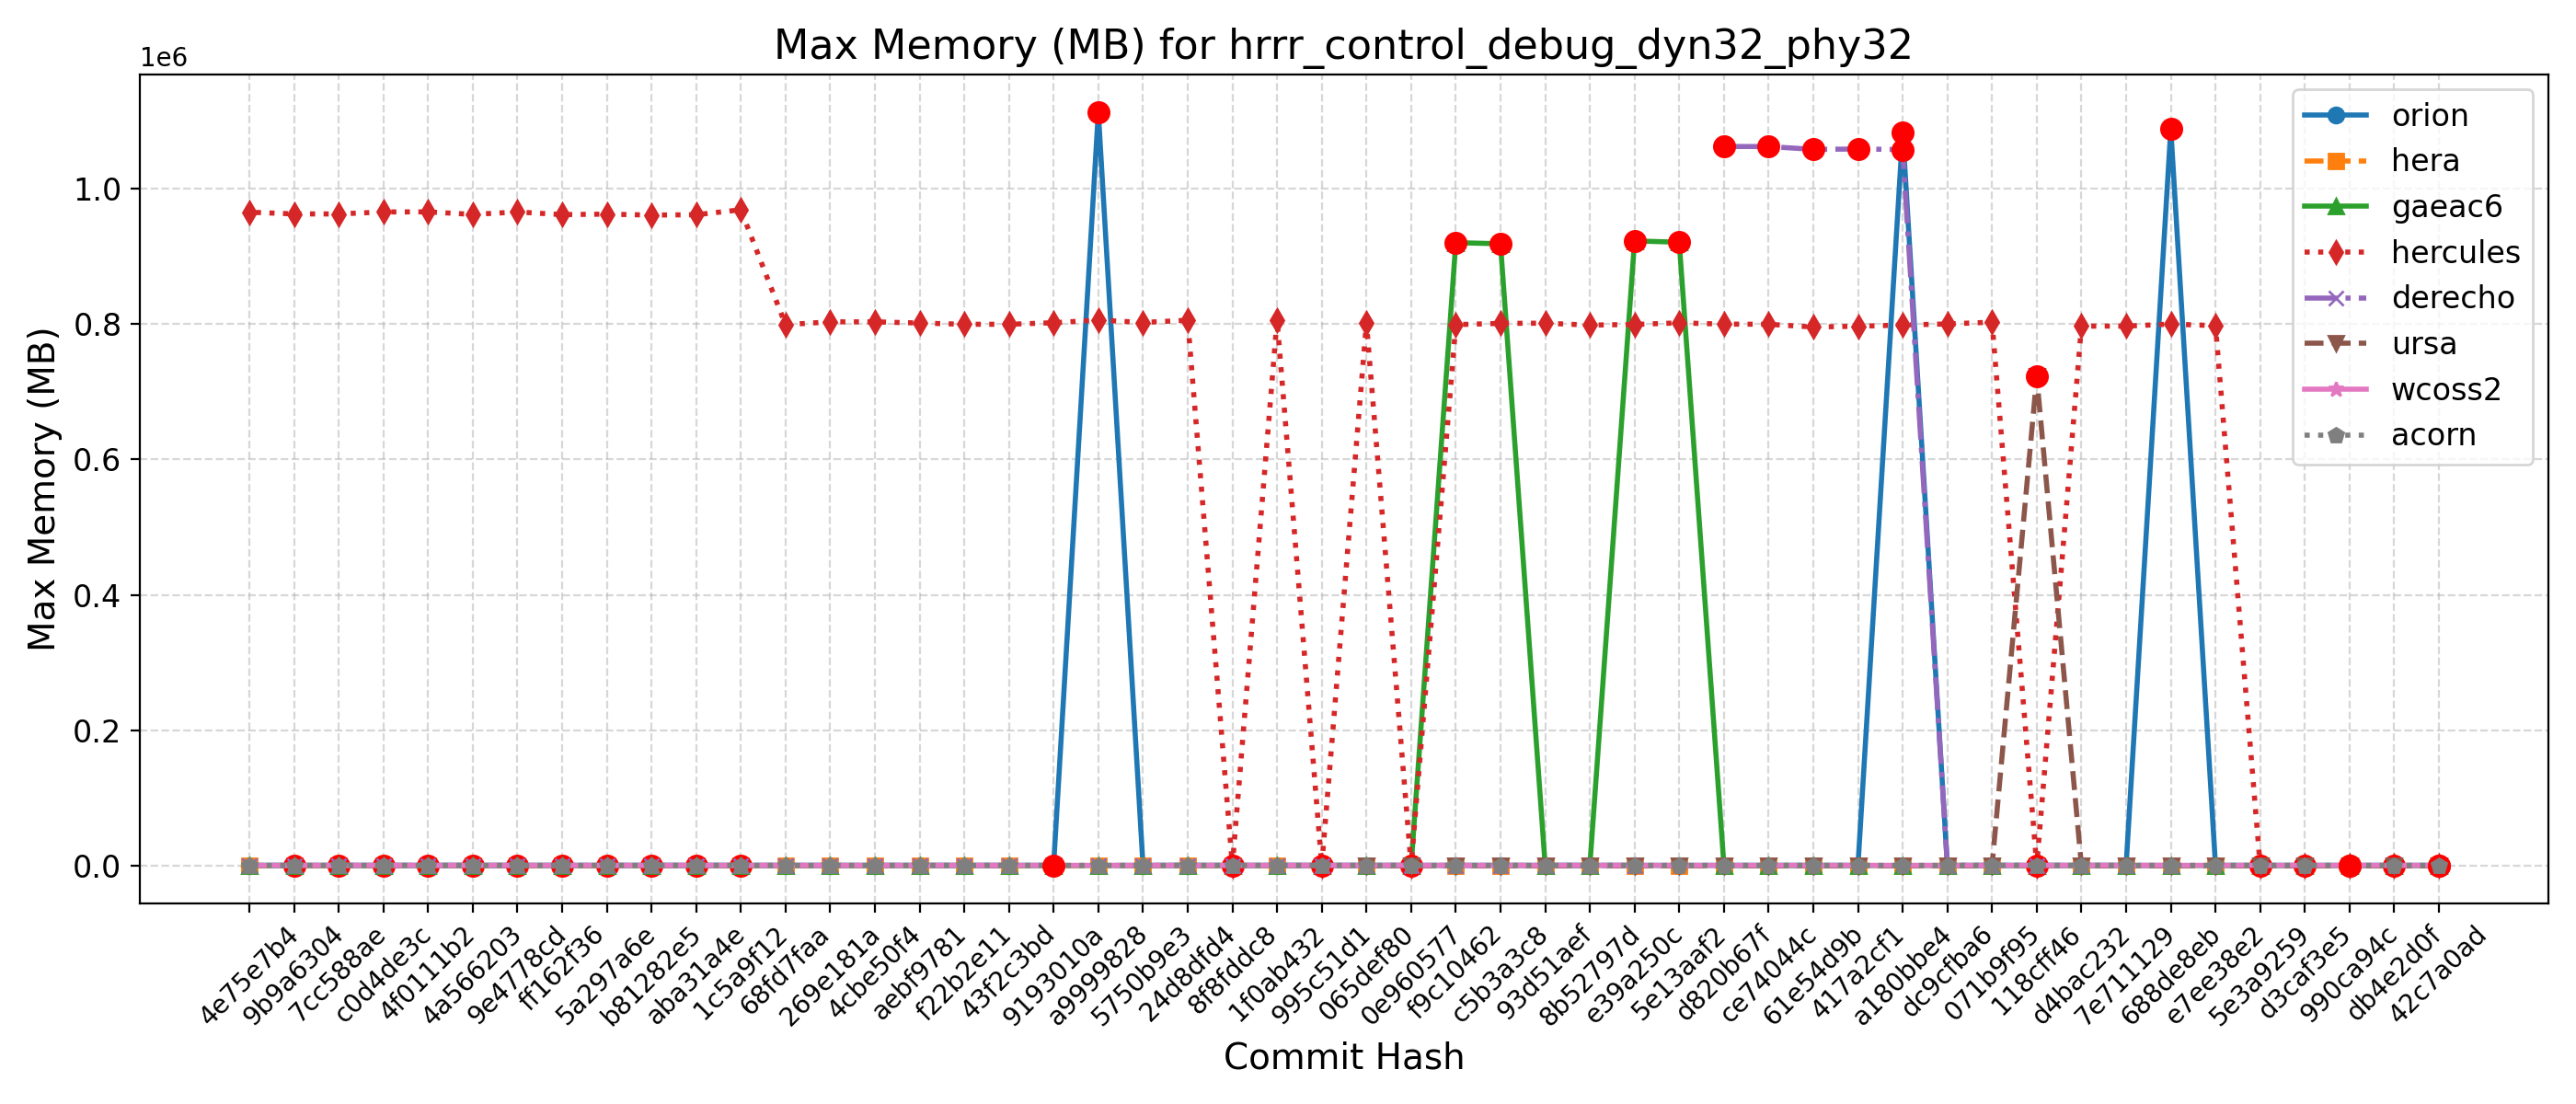 Max Memory (MB) for hrrr_control_debug_dyn32_phy32
1e6
1.0
0.8
0.6
0.4
0.2
0.0
Max Memory (MB)
orion
hera
gaeac6
hercules
derecho
ursa
wcoss2
acorn
4e75e7b4
9b9a6304
7cc588ae
c0d4de3c
4f0111b2
4a566203
9e4778cd
ff162f36
5a297a6e
b81282e5
aba31a4e
1c5a9f12
68fd7faa
269e181a
4cbe50f4
aebf9781
f22b2e11
43f2c3bd
9193010a
a9999828
5750b9e3
24d8dfd4
8f8fddc8
1f0ab432
995c51d1
065def80
0e960577
f9c10462
c5b3a3c8
93d51aef
8b52797d
e39a250c
5e13aaf2
d820b67f
ce74044c
61e54d9b
417a2cf1
a180bbe4
dc9cfba6
071b9f95
118cff46
d4bac232
7e711129
688de8eb
e7ee38e2
5e3a9259
d3caf3e5
990ca94c
db4e2d0f
42c7a0ad
Commit Hash